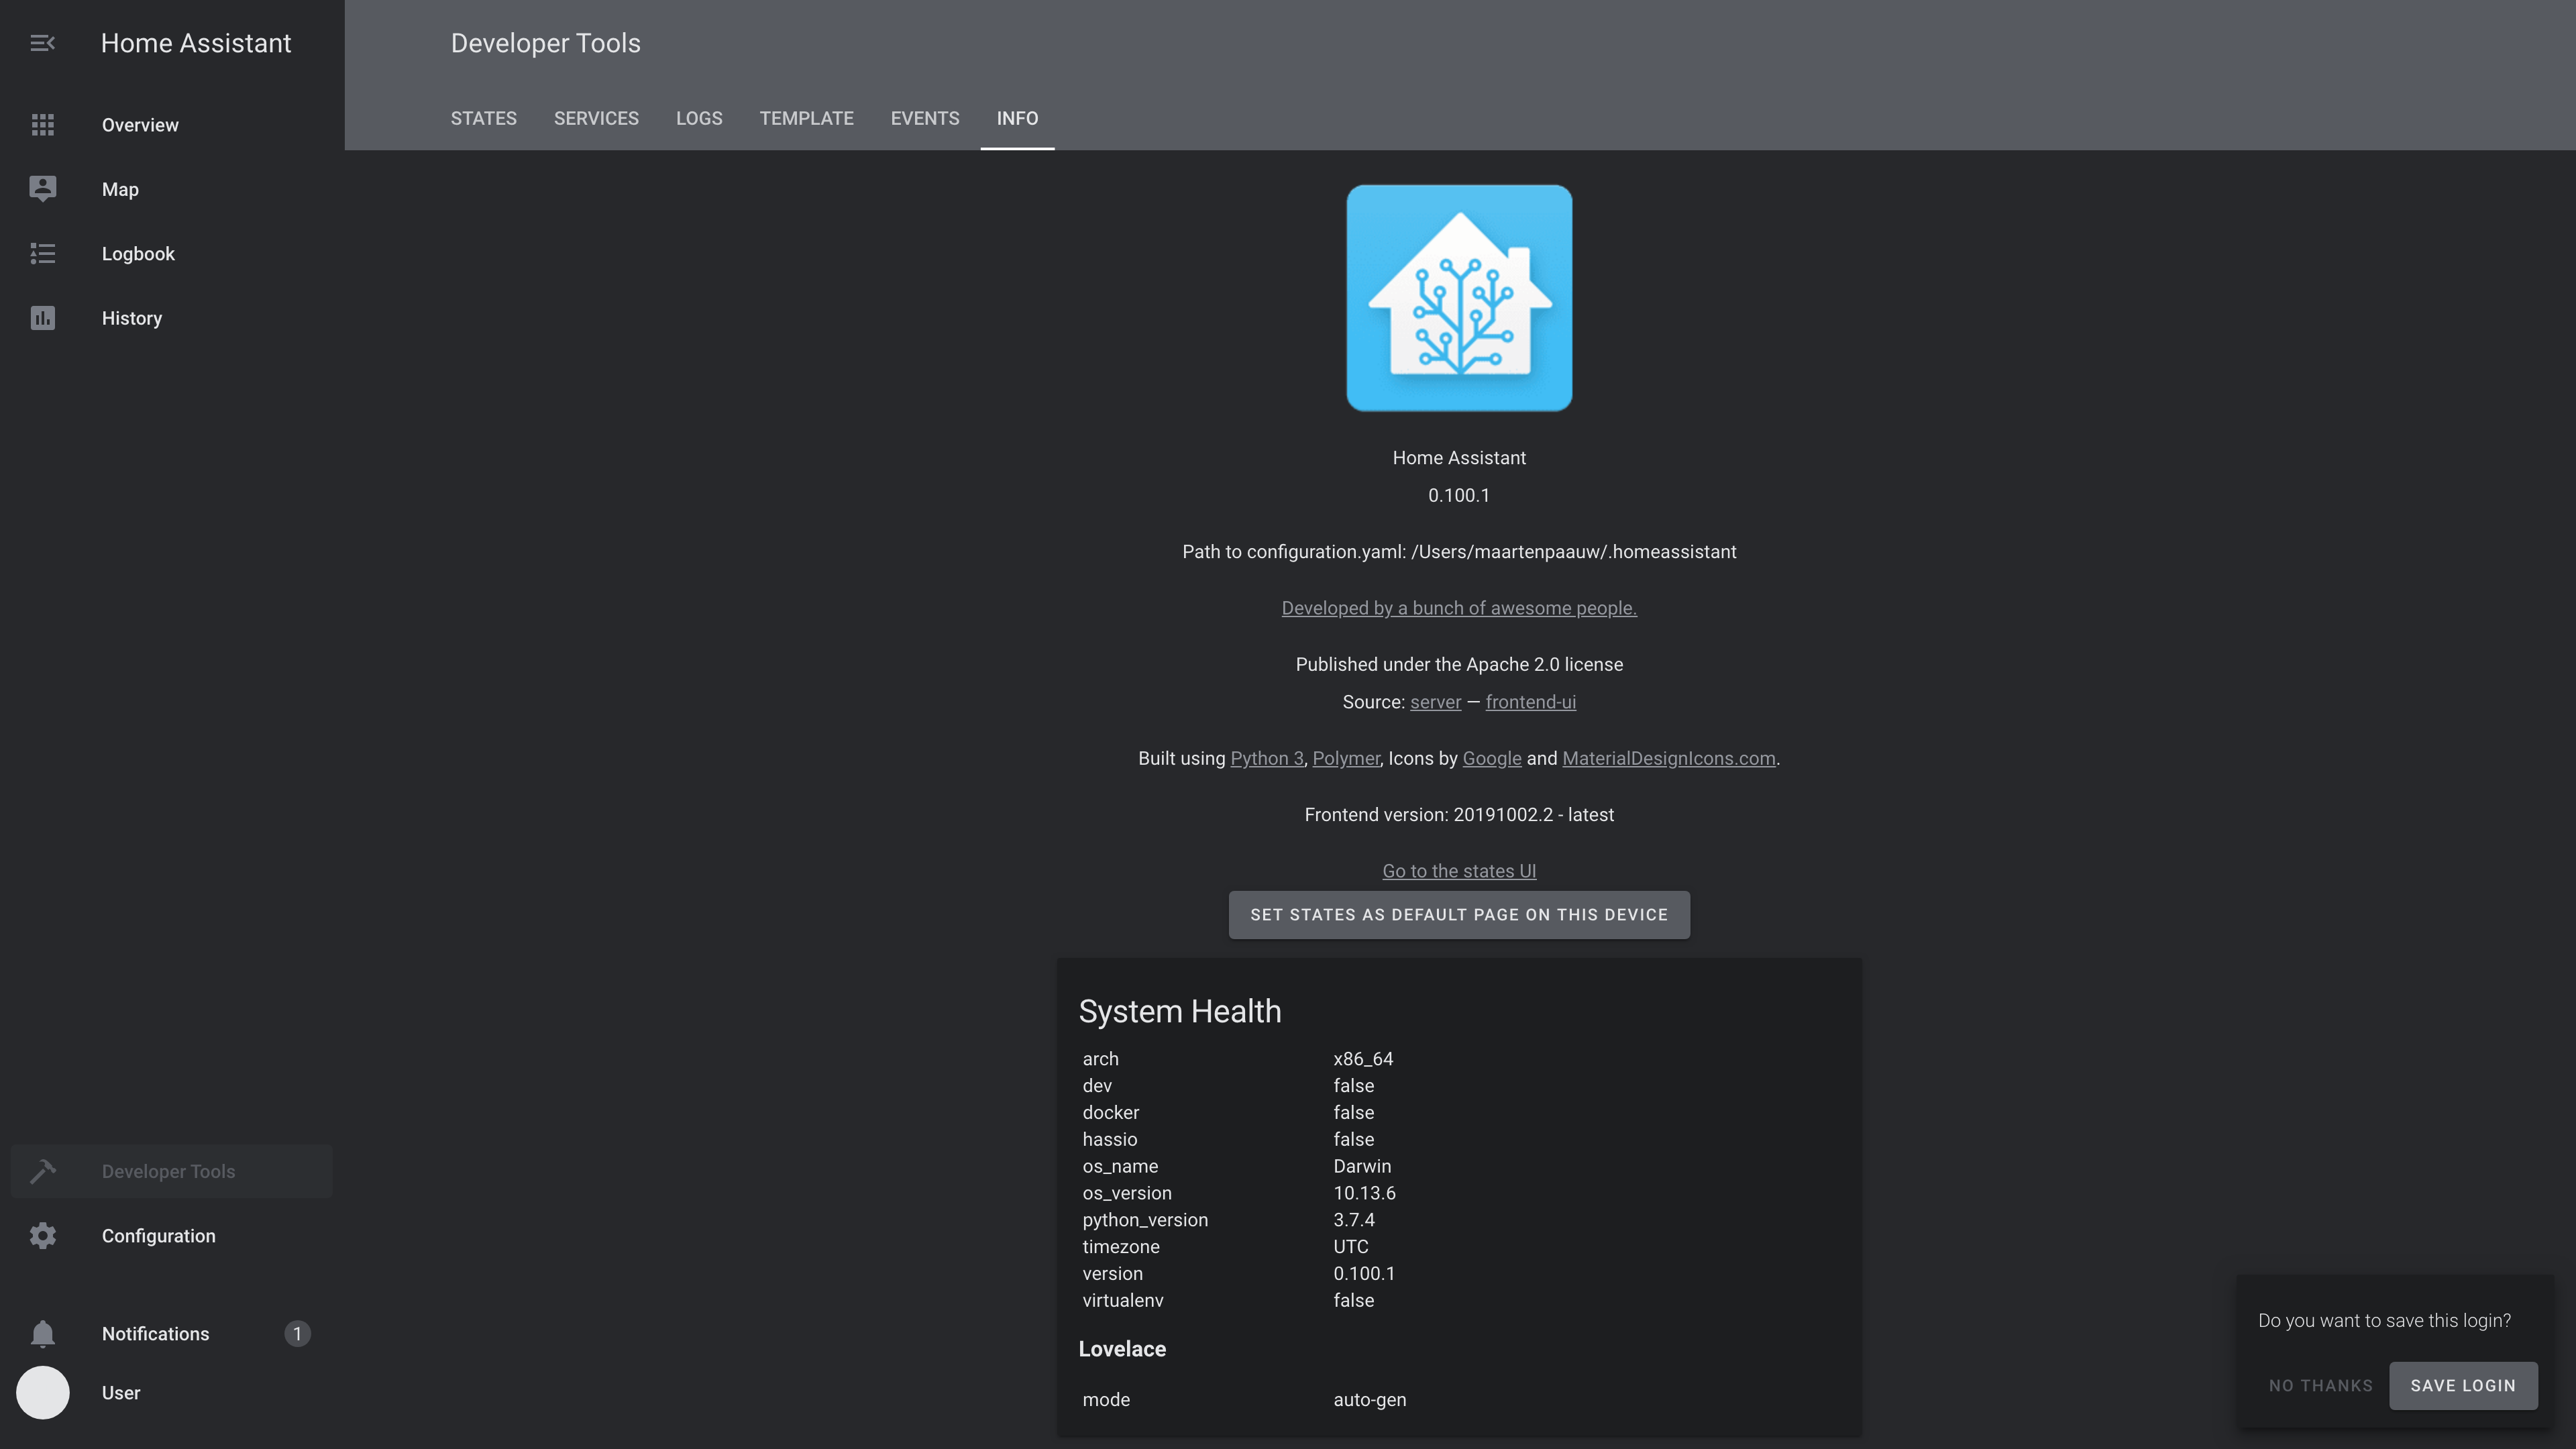 Home Assistant
Overview
Map
Logbook
History
Developer Tools
Configuration
Notifications 1
User
Developer Tools
STATES SERVICES LOGS TEMPLATE EVENTS INFO
Home Assistant
0.100.1
Path to configuration.yaml: /Users/maartenpaauw/.homeassistant
Developed by a bunch of awesome people.
Published under the Apache 2.0 license
Source: server — frontend-ui
Built using Python 3, Polymer, Icons by Google and MaterialDesignIcons.com.
Frontend version: 20191002.2 - latest
Go to the states UI
SET STATES AS DEFAULT PAGE ON THIS DEVICE
System Health
arch x86_64
dev false
docker false
hassio false
os_name Darwin
os_version 10.13.6
python_version 3.7.4
timezone UTC
version 0.100.1
virtualenv false
Lovelace
mode auto-gen
Do you want to save this login?
NO THANKS SAVE LOGIN